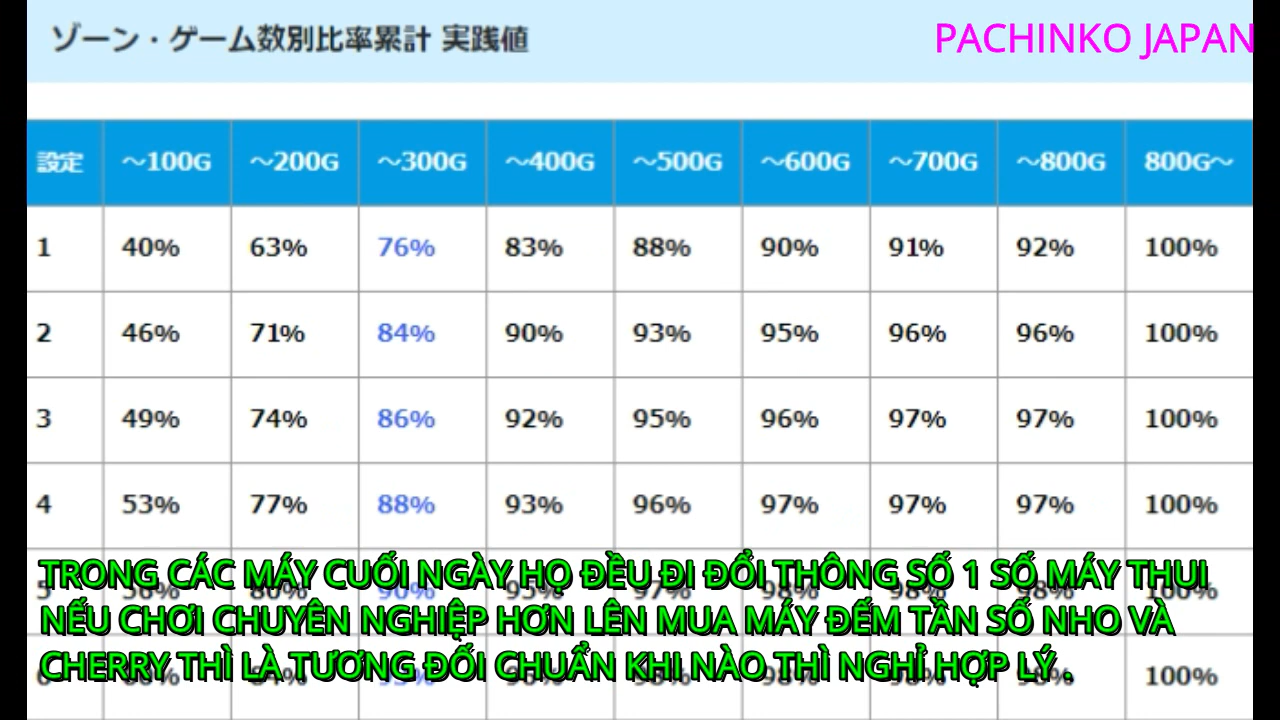 ゾーン・ゲーム数別比率累計 実践値
PACHINKO JAPAN
設定 ～100G ～200G ～300G ～400G ～500G ～600G ～700G ～800G 800G～
1 40% 63% 76% 83% 88% 90% 91% 92% 100%
2 46% 71% 84% 90% 93% 95% 96% 96% 100%
3 49% 74% 86% 92% 95% 96% 97% 97% 100%
4 53% 77% 88% 93% 96% 97% 97% 97% 100%
TRONG CÁC MÁY CUỐI NGÀY HỌ ĐỀU ĐI ĐỔI THÔNG SỐ 1 SỐ MÁY THUI
100%
NẾU CHƠI CHUYÊN NGHIỆP HƠN LÊN MUA MÁY ĐẾM TẦN SỐ NHO VÀ
CHERRY THÌ LÀ TƯƠNG ĐỐI CHUẨN KHI NÀO THÌ NGHỈ HỢP LÝ .
100%